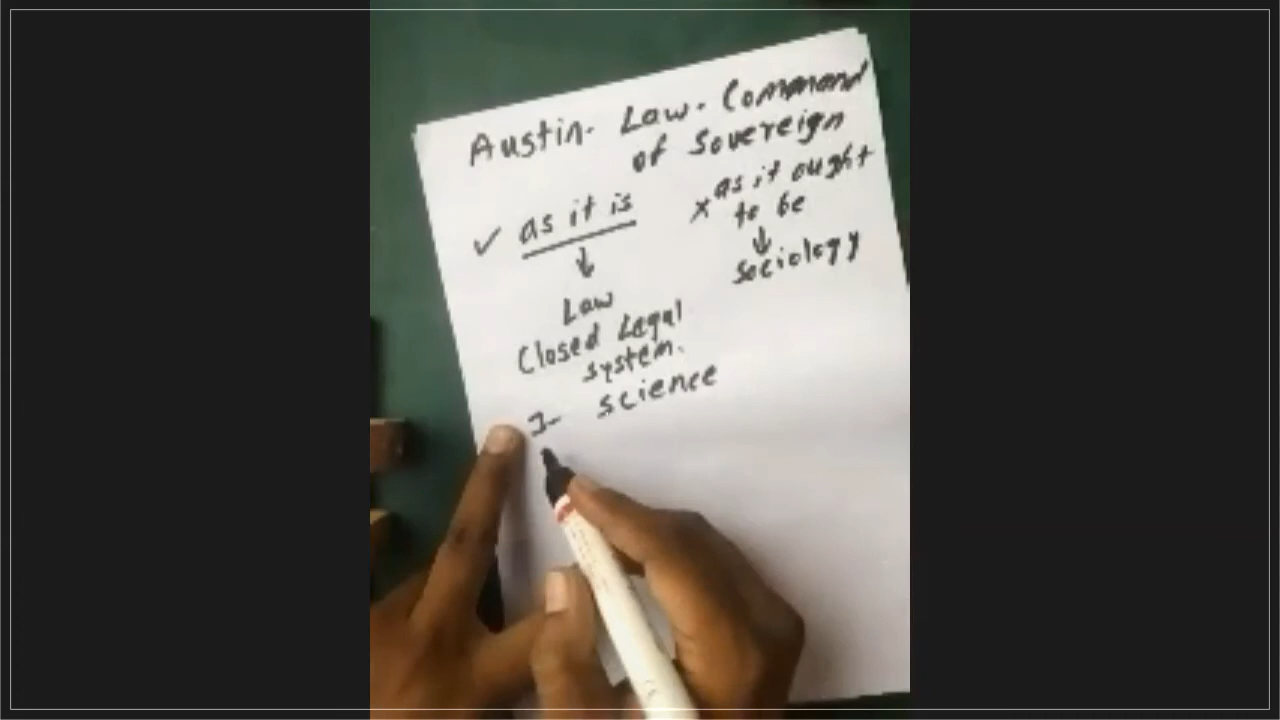 Austin- Law- Command
of Sovereign
✓ as it is
↓
Law
Closed Legal
system.
J- science
x as it ought
to be
↓
sociology